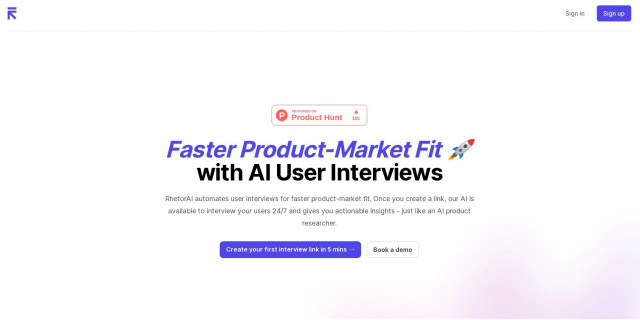 Sign in
Sign up
FEATURED ON
Product Hunt
Faster Product-Market Fit 🚀
with AI User Interviews
RhetorAI automates user interviews for faster product-market fit. Once you create a link, our AI is
available to interview your users 24/7 and gives you actionable insights - just like an AI product
researcher.
Create your first interview link in 5 mins →
Book a demo